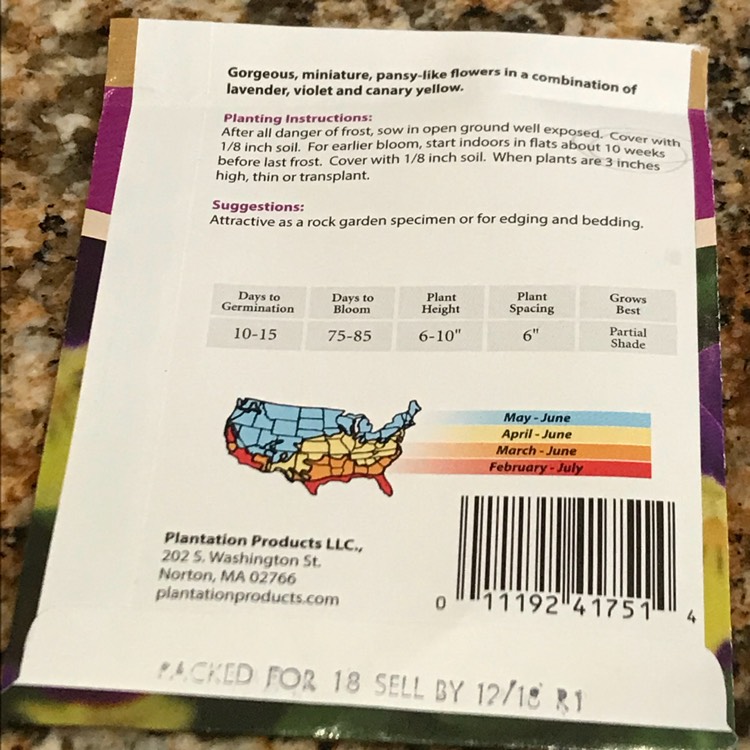 Gorgeous, miniature, pansy-like flowers in a combination of
lavender, violet and canary yellow.
Planting Instructions:
After all danger of frost, sow in open ground well exposed. Cover with
1/8 inch soil. For earlier bloom, start indoors in flats about 10 weeks
before last frost. Cover with 1/8 inch soil. When plants are 3 inches
high, thin or transplant.
Suggestions:
Attractive as a rock garden specimen or for edging and bedding.
Days to Germination
Days to Bloom
Plant Height
Plant Spacing
Grows Best
10-15
75-85
6-10"
6"
Partial Shade
May - June
April - June
March - June
February - July
Plantation Products LLC.,
202 S. Washington St.
Norton, MA 02766
plantationproducts.com
0 11192 41751 4
PACKED FOR 18 SELL BY 12/18 R1